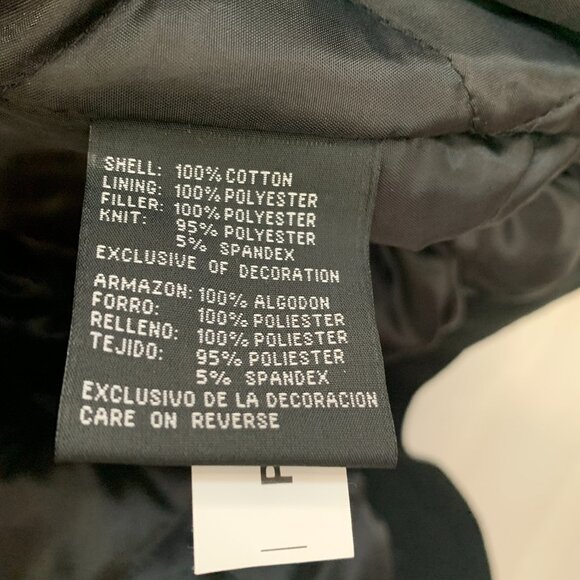 SHELL: 100% COTTON
LINING: 100% POLYESTER
FILLER: 100% POLYESTER
KNIT: 95% POLYESTER
5% SPANDEX
EXCLUSIVE OF DECORATION
ARMAZON: 100% ALGODON
FORRO: 100% POLIESTER
RELLENO: 100% POLIESTER
TEJIDO: 95% POLIESTER
5% SPANDEX
EXCLUSIVO DE LA DECORACION
CARE ON REVERSE